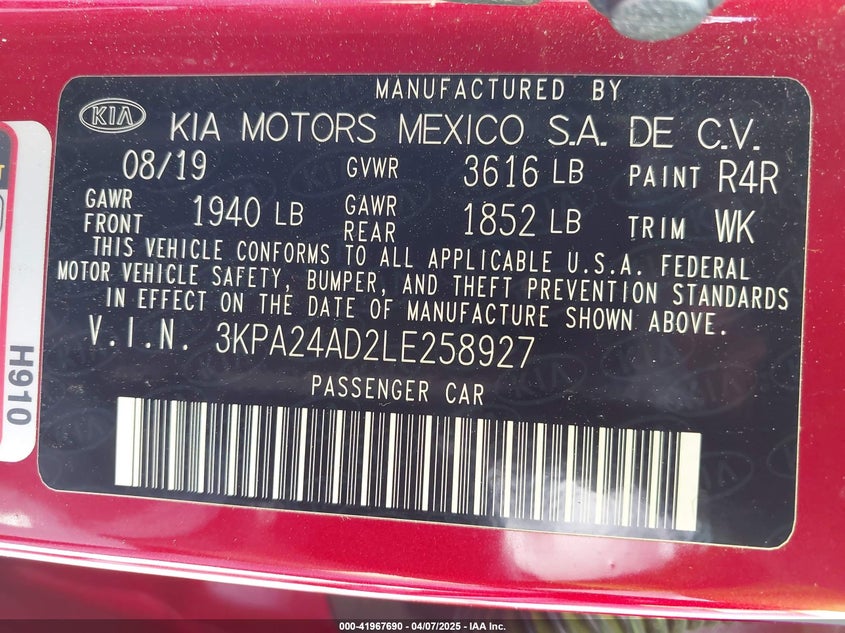 MANUFACTURED BY
KIA KIA MOTORS MEXICO S.A. DE C.V.
08/19 GVWR 3616 LB PAINT R4R
GAWR FRONT 1940 LB GAWR REAR 1852 LB TRIM WK
THIS VEHICLE CONFORMS TO ALL APPLICABLE U.S.A. FEDERAL
MOTOR VEHICLE SAFETY, BUMPER, AND THEFT PREVENTION STANDARDS
IN EFFECT ON THE DATE OF MANUFACTURE SHOWN ABOVE.
V.I.N. 3KPA24AD2LE258927
PASSENGER CAR
H910
000-41967690 - 04/07/2025 - IAA Inc.